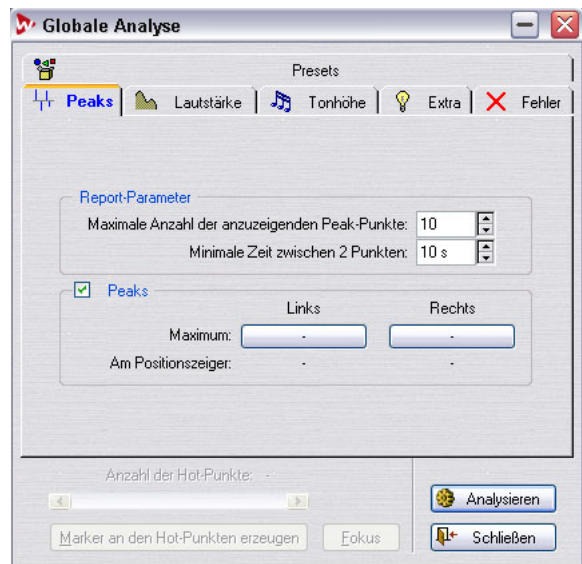 Globale Analyse
Presets
Peaks Lautstärke Tonhöhe Extra Fehler
Report-Parameter
Maximale Anzahl der anzuzeigenden Peak-Punkte: 10
Minimale Zeit zwischen 2 Punkten: 10 s
Peaks
Links Rechts
Maximum: - -
Am Positionszeiger: - -
Anzahl der Hot-Punkte: -
Analysieren
Marker an den Hot-Punkten erzeugen Fokus Schließen